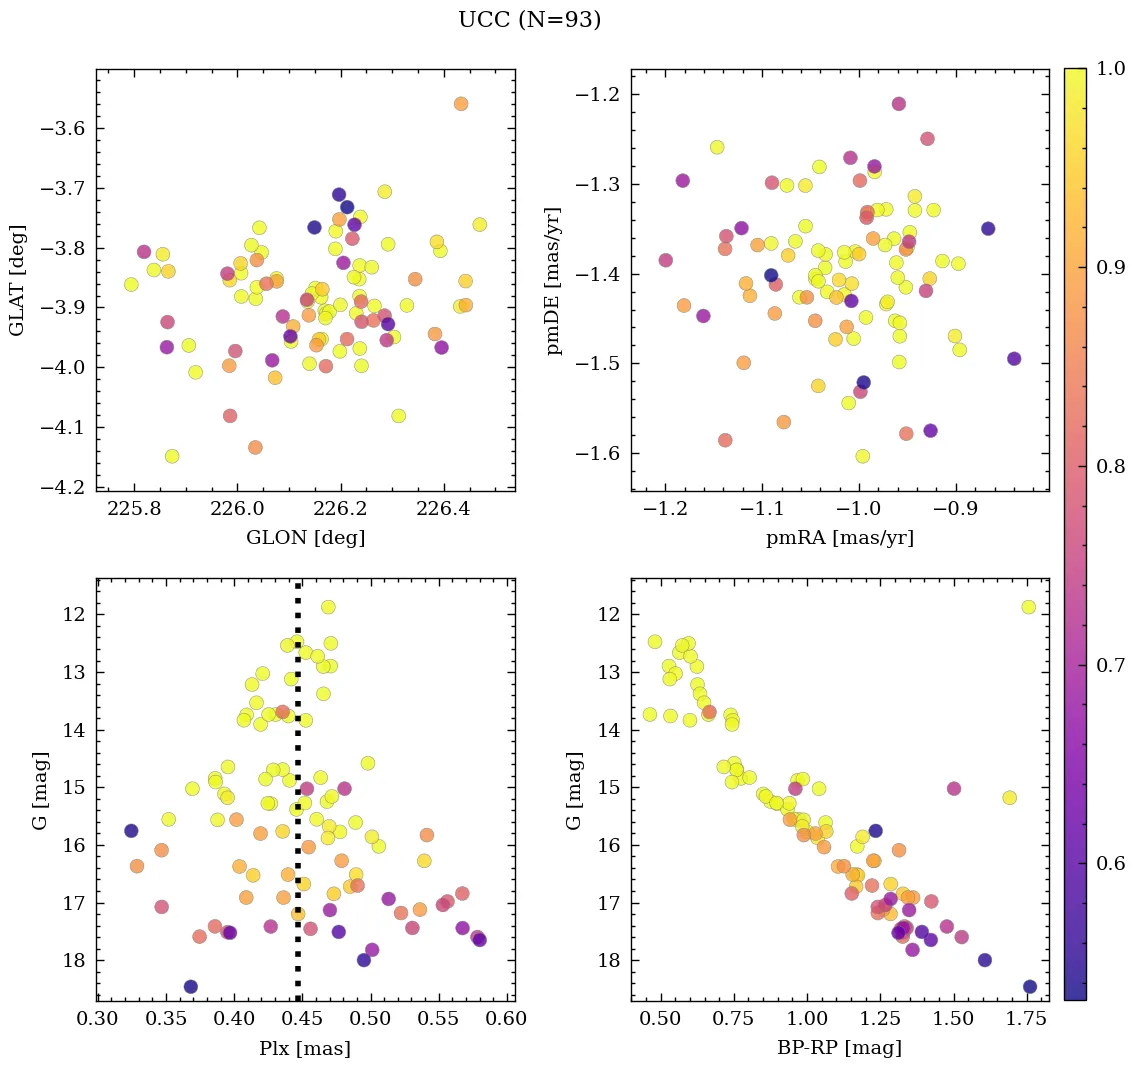 UCC (N=93)
−3.6
−3.7
−3.8
−3.9
−4.0
−4.1
−4.2
GLAT [deg]
225.8 226.0 226.2 226.4
GLON [deg]
−1.2
−1.3
−1.4
−1.5
−1.6
pmDE [mas/yr]
−1.2 −1.1 −1.0 −0.9
pmRA [mas/yr]
12
13
14
15
16
17
18
G [mag]
0.30 0.35 0.40 0.45 0.50 0.55 0.60
Plx [mas]
12
13
14
15
16
17
18
G [mag]
0.50 0.75 1.00 1.25 1.50 1.75
BP-RP [mag]
1.0
0.9
0.8
0.7
0.6